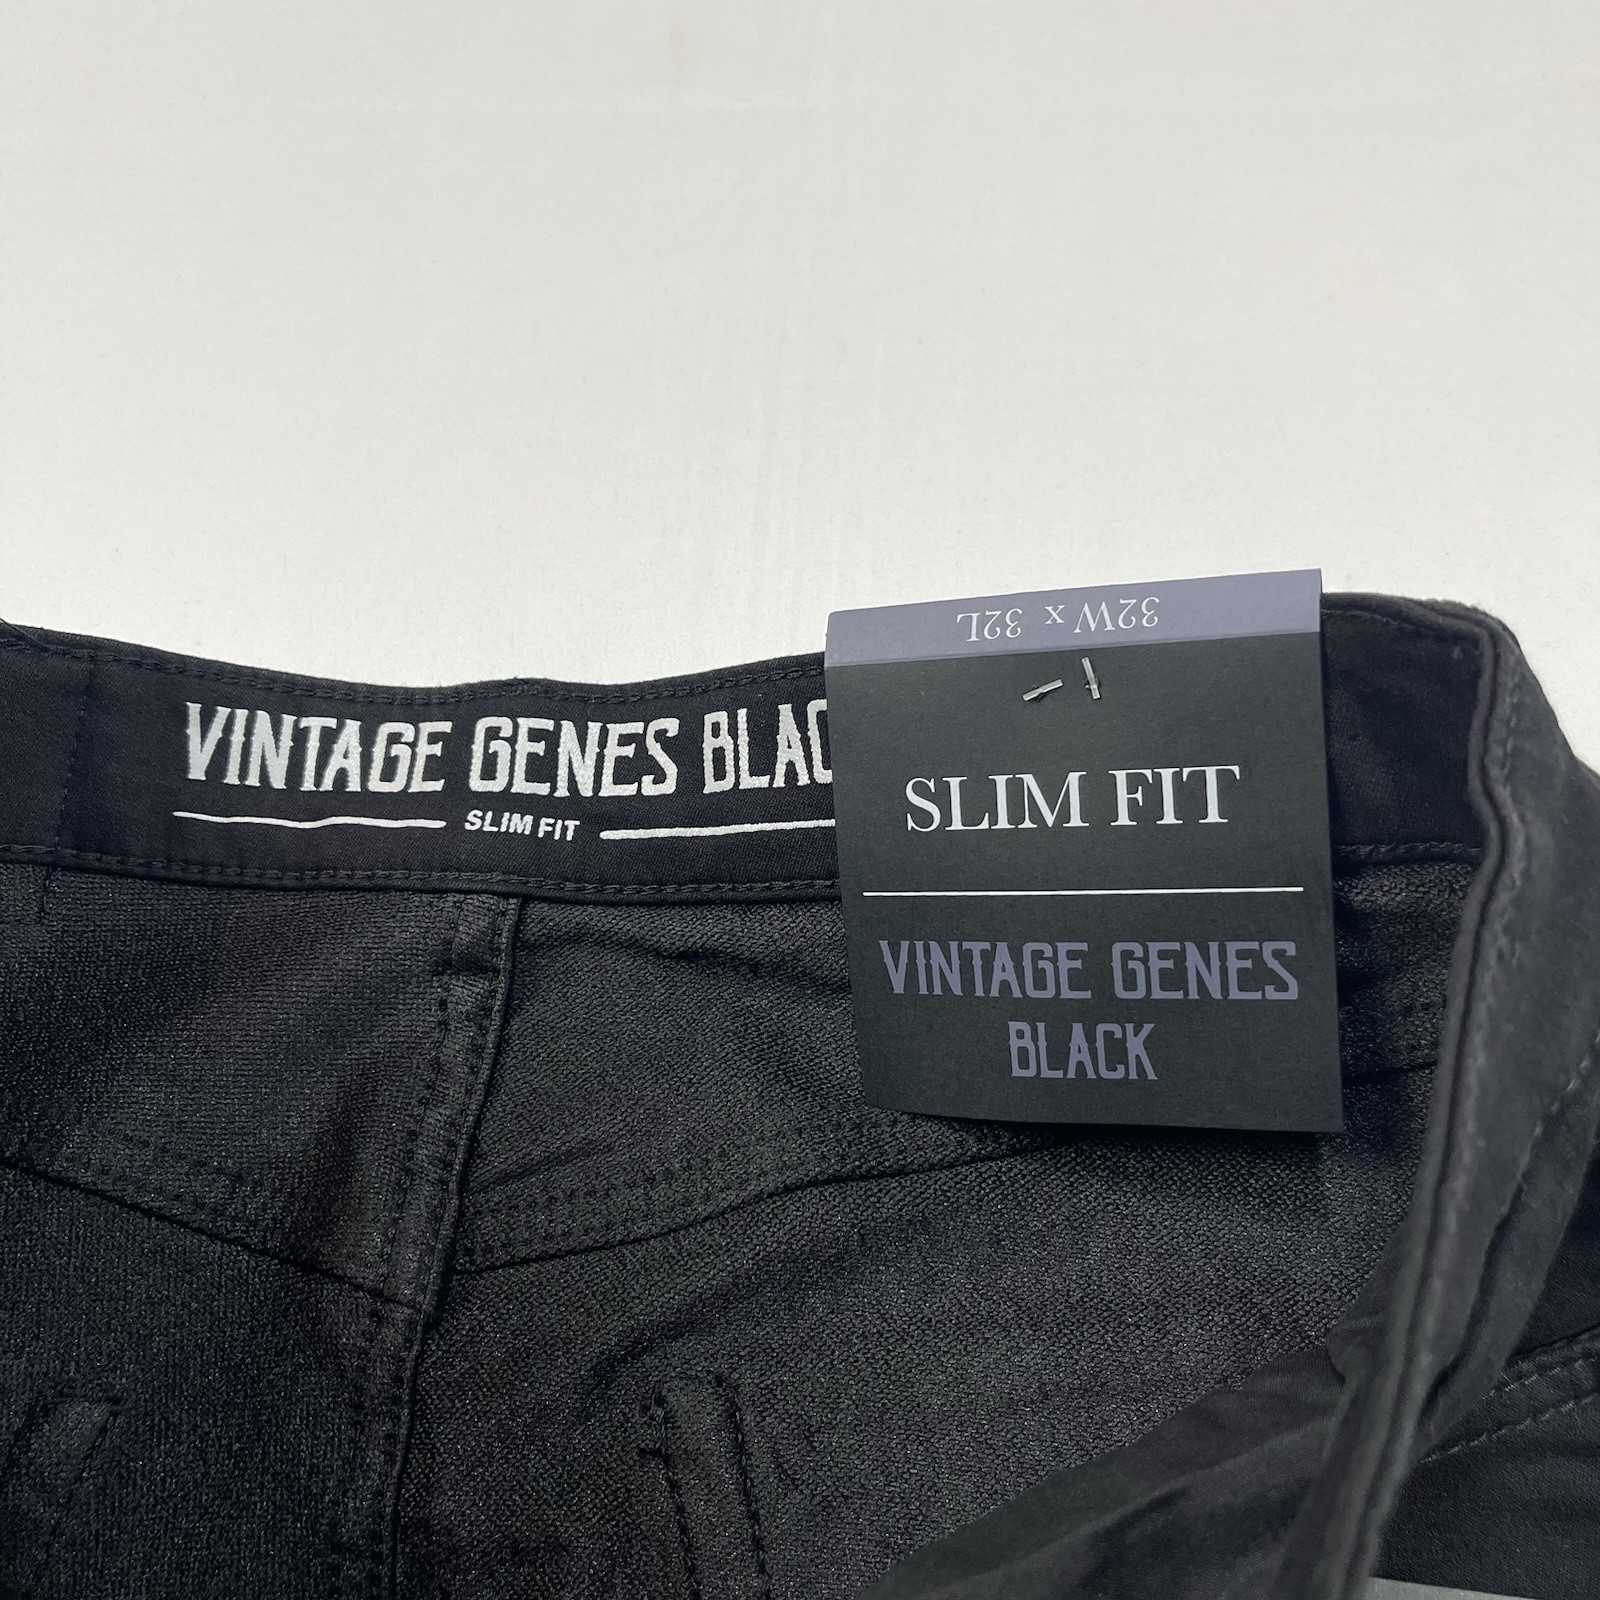 32W x 32L
SLIM FIT
VINTAGE GENES
BLACK
VINTAGE GENES BLAC
SLIM FIT